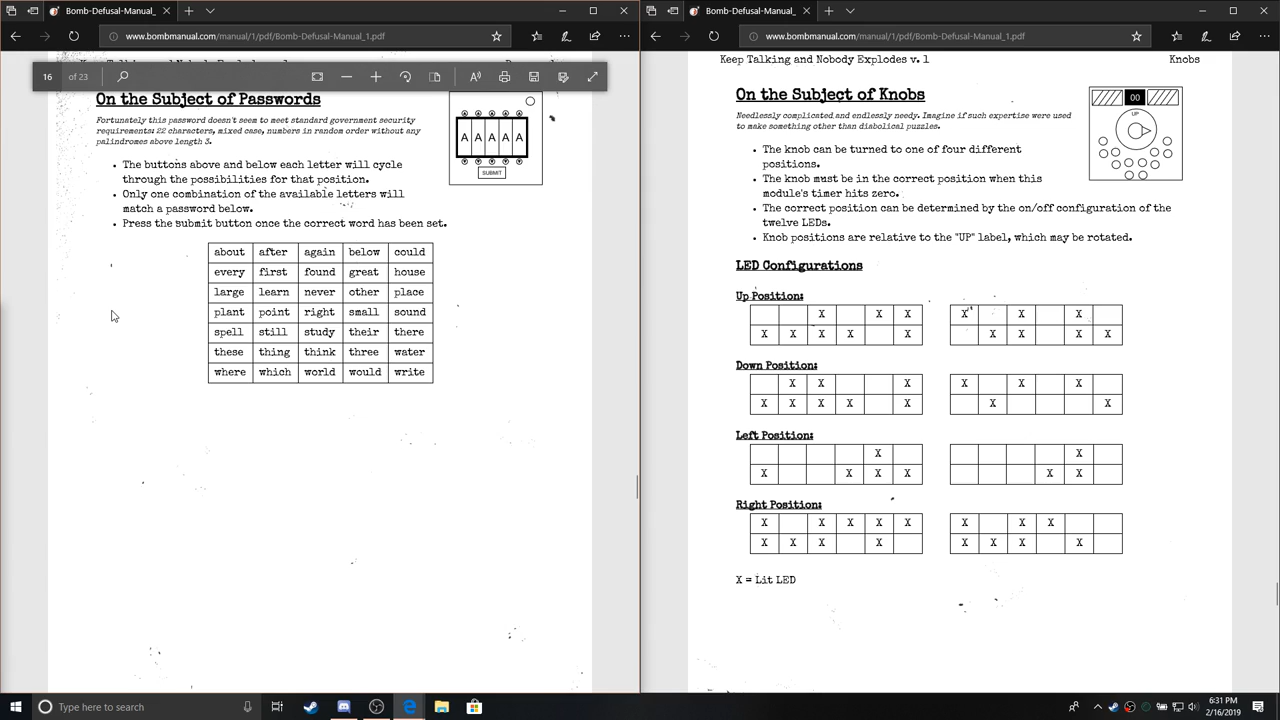 Bomb-Defusal-Manual_1.p
www.bombmanual.com/manual/1/pdf/Bomb-Defusal-Manual_1.pdf
16 of 23
On the Subject of Passwords
Fortunately this password doesn't seem to meet standard government security
requirements: 22 characters, mixed case, numbers in random order without any
palindromes above length 3.
The buttons above and below each letter will cycle
through the possibilities for that position.
Only one combination of the available letters will
match a password below.
Press the submit button once the correct word has been set.
A A A A A
SUBMIT
about after again below could
every first found great house
large learn never other place
plant point right small sound
spell still study their there
these thing think three water
where which world would write
Bomb-Defusal-Manual_1.p
www.bombmanual.com/manual/1/pdf/Bomb-Defusal-Manual_1.pdf
Keep Talking and Nobody Explodes v. 1
Knobs
On the Subject of Knobs
Needlessly complicated and endlessly needy. Imagine if such expertise were used
to make something other than diabolical puzzles.
The knob can be turned to one of four different
positions.
The knob must be in the correct position when this
module's timer hits zero.
The correct position can be determined by the on/off configuration of the
twelve LEDs.
Knob positions are relative to the "UP" label, which may be rotated.
00
UP
LED Configurations
Up Position:
X X X X X X
X X X X X X X X X
Down Position:
X X X X X X
X X X X X X X
Left Position:
X X
X X X X X X
Right Position:
X X X X X X X X
X X X X X X X X
X = Lit LED
Type here to search
6:31 PM
2/16/2019